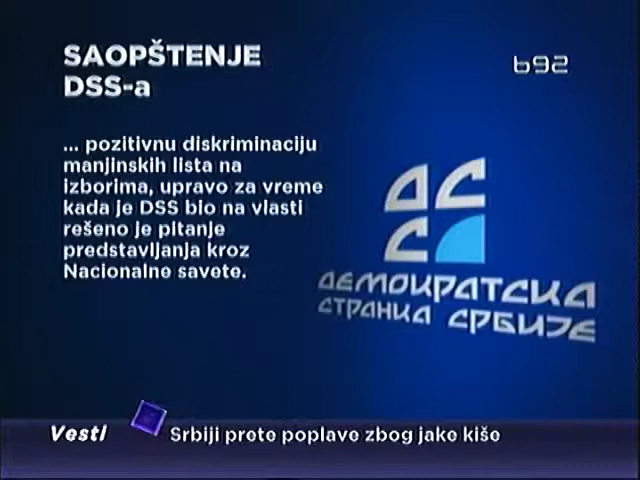 SAOPŠTENJE
DSS-a
b92
... pozitivnu diskriminaciju
manjinskih lista na
izborima, upravo za vreme
kada je DSS bio na vlasti
rešeno je pitanje
predstavljanja kroz
Nacionalne savete.
ДС
С
ДЕМОКРАТСКА
СТРАНКА СРБИЈЕ
Vesti
Srbiji prete poplave zbog jake kiše